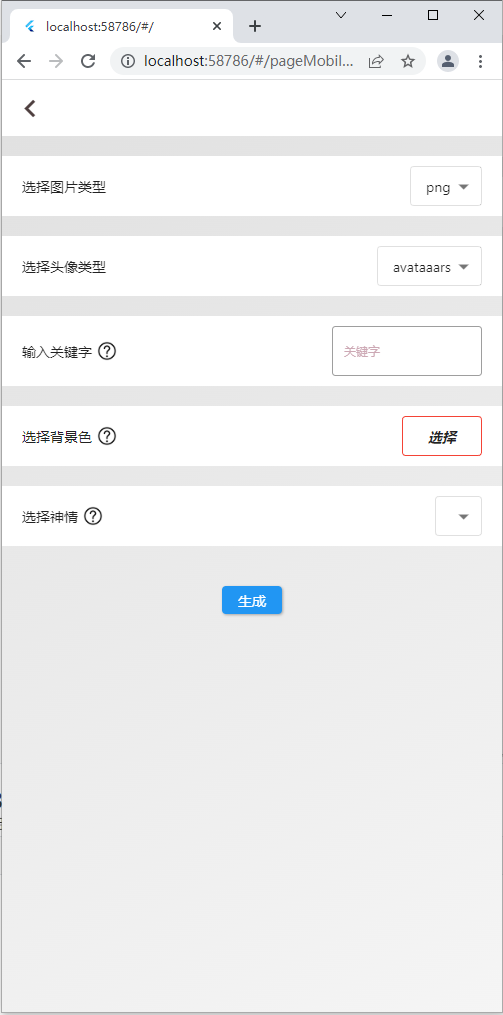 localhost:58786/#/
localhost:58786/#/pageMobil...
选择图片类型
png
选择头像类型
avataaars
输入关键字
关键字
选择背景色
选择
选择神情
生成